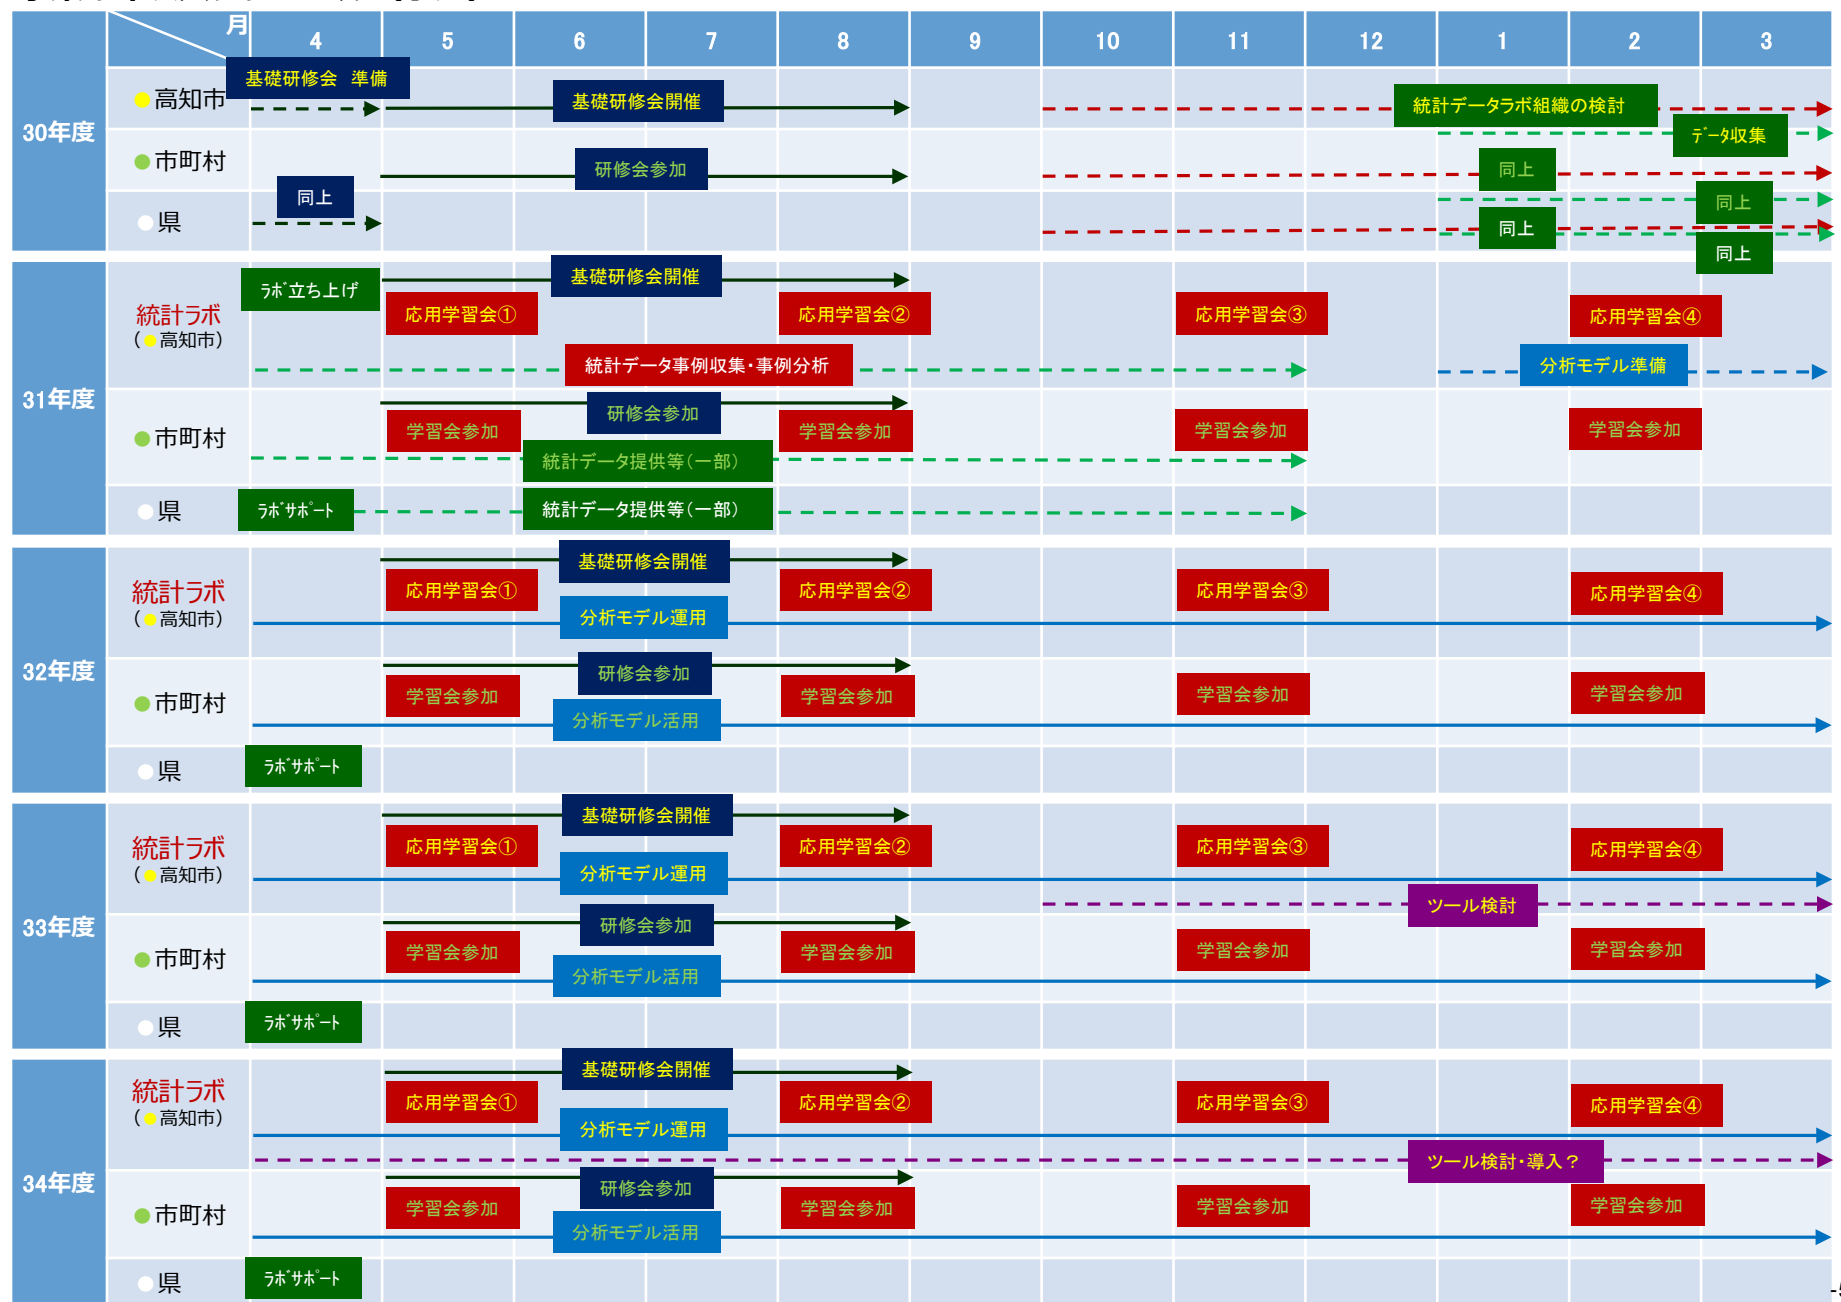 月
4 5 6 7 8 9 10 11 12 1 2 3
30年度
高知市
基礎研修会 準備
基礎研修会開催
統計データラボ組織の検討
ﾃﾞｰﾀ収集
市町村
研修会参加
同上
同上
県
同上
同上
同上
31年度
統計ラボ
(●高知市)
ﾗﾎﾞ立ち上げ
基礎研修会開催
応用学習会① 応用学習会② 応用学習会③ 応用学習会④
統計データ事例収集・事例分析
分析モデル準備
市町村
研修会参加
学習会参加 学習会参加 学習会参加 学習会参加
統計データ提供等(一部)
県
ﾗﾎﾞｻﾎﾟｰﾄ
統計データ提供等(一部)
32年度
統計ラボ
(●高知市)
基礎研修会開催
応用学習会① 応用学習会② 応用学習会③ 応用学習会④
分析モデル運用
市町村
研修会参加
学習会参加 学習会参加 学習会参加 学習会参加
分析モデル活用
県
ﾗﾎﾞｻﾎﾟｰﾄ
33年度
統計ラボ
(●高知市)
基礎研修会開催
応用学習会① 応用学習会② 応用学習会③ 応用学習会④
分析モデル運用
ツール検討
市町村
研修会参加
学習会参加 学習会参加 学習会参加 学習会参加
分析モデル活用
県
ﾗﾎﾞｻﾎﾟｰﾄ
34年度
統計ラボ
(●高知市)
基礎研修会開催
応用学習会① 応用学習会② 応用学習会③ 応用学習会④
分析モデル運用
ツール検討・導入？
市町村
研修会参加
学習会参加 学習会参加 学習会参加 学習会参加
分析モデル活用
県
ﾗﾎﾞｻﾎﾟｰﾄ